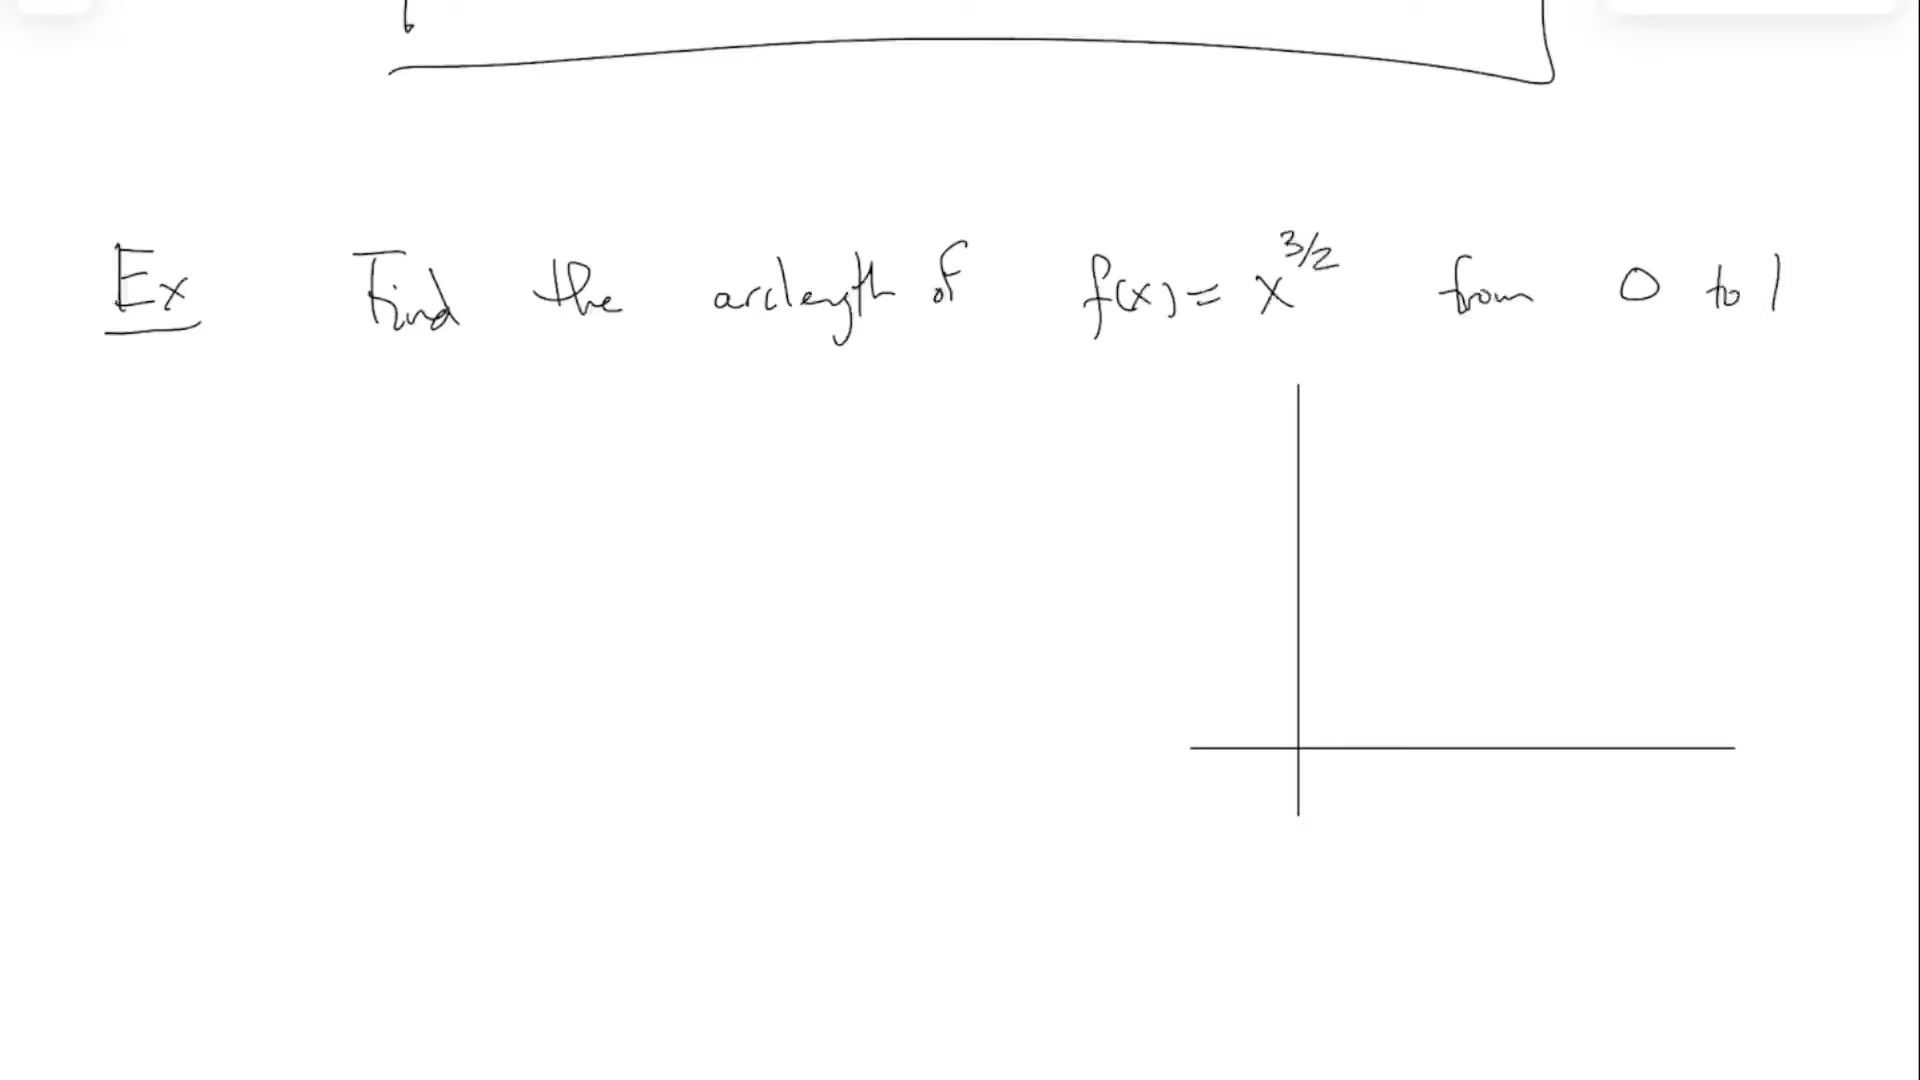 Ex Find the arclength of f(x) = x^{3/2} from 0 to 1